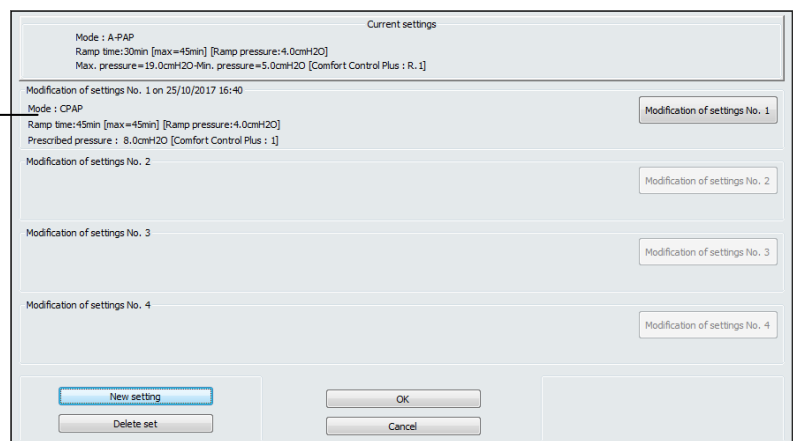 Current settings
Mode : A-PAP
Ramp time:30min [max=45min] [Ramp pressure:4.0cmH2O]
Max. pressure=19.0cmH2O-Min. pressure=5.0cmH2O [Comfort Control Plus : R.1]
Modification of settings No. 1 on 25/10/2017 16:40
Mode : CPAP
Modification of settings No. 1
Ramp time:45min [max=45min] [Ramp pressure:4.0cmH2O]
Prescribed pressure : 8.0cmH2O [Comfort Control Plus : 1]
Modification of settings No. 2
Modification of settings No. 2
Modification of settings No. 3
Modification of settings No. 3
Modification of settings No. 4
Modification of settings No. 4
New setting
OK
Delete set
Cancel